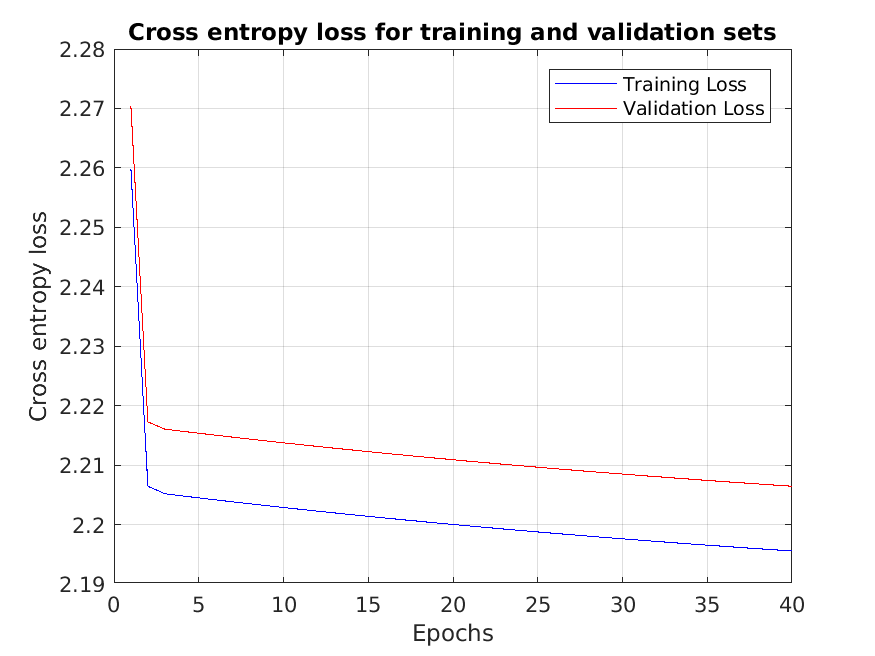 Cross entropy loss for training and validation sets
2.28
2.27
2.26
2.25
2.24
2.23
2.22
2.21
2.2
2.19
Cross entropy loss
Training Loss
Validation Loss
0 5 10 15 20 25 30 35 40
Epochs